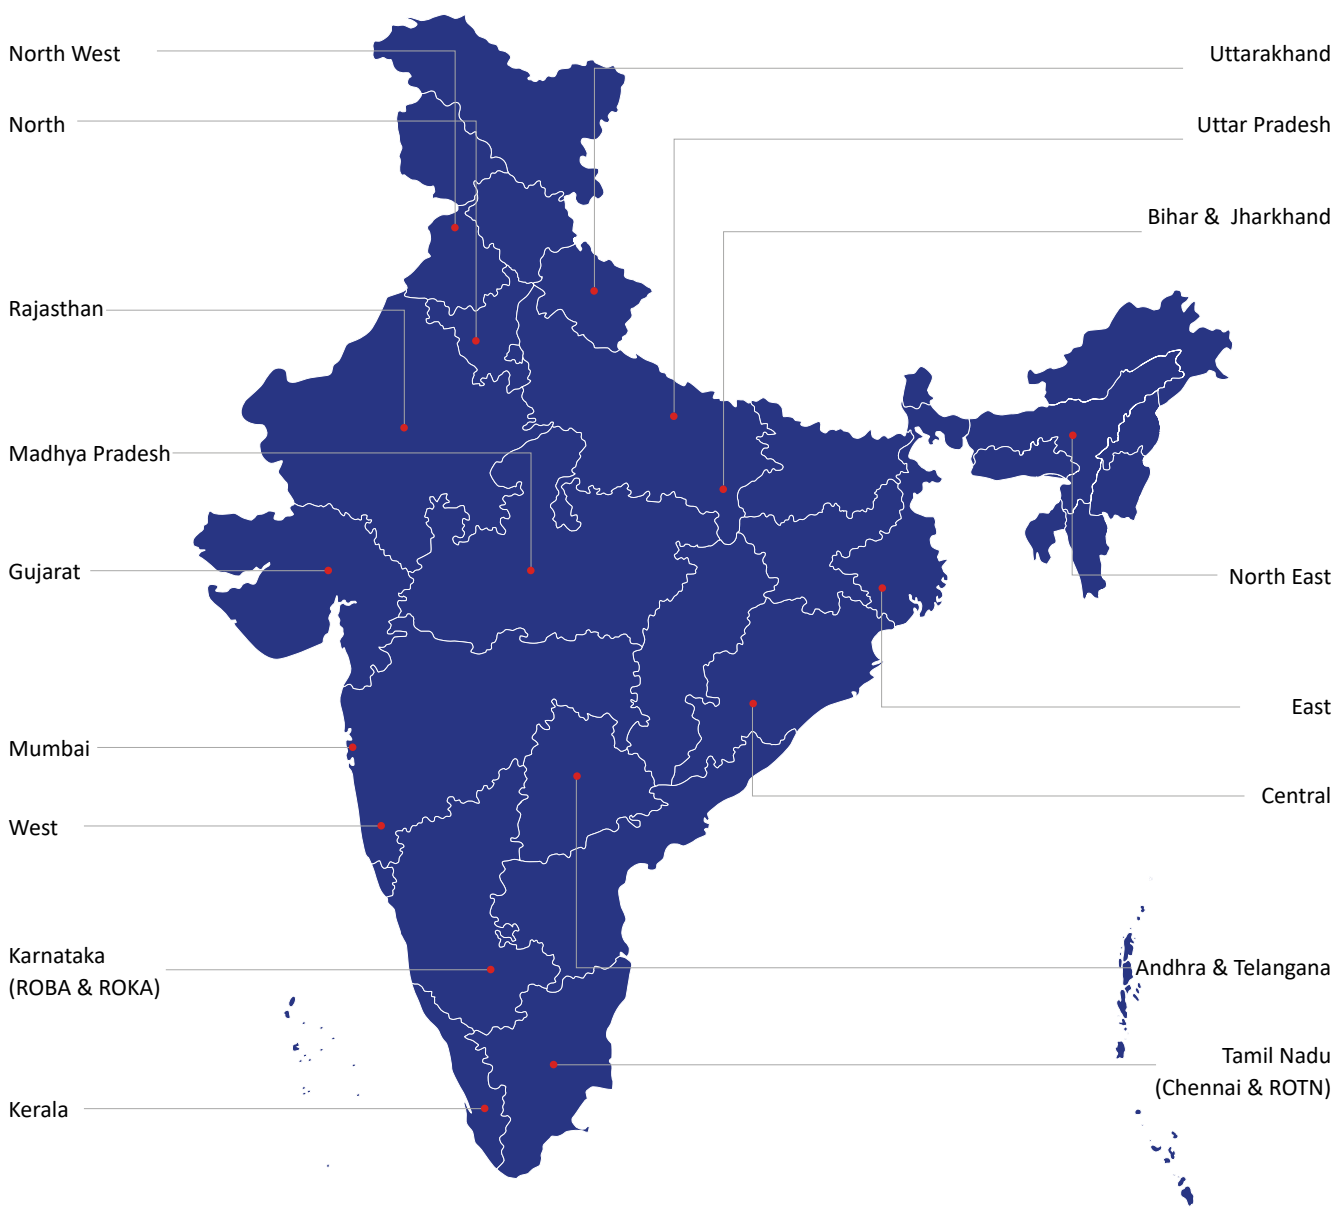 North West
North
Rajasthan
Madhya Pradesh
Gujarat
Mumbai
West
Karnataka
(ROBA & ROKA)
Kerala
Uttarakhand
Uttar Pradesh
Bihar & Jharkhand
North East
East
Central
Andhra & Telangana
Tamil Nadu
(Chennai & ROTN)